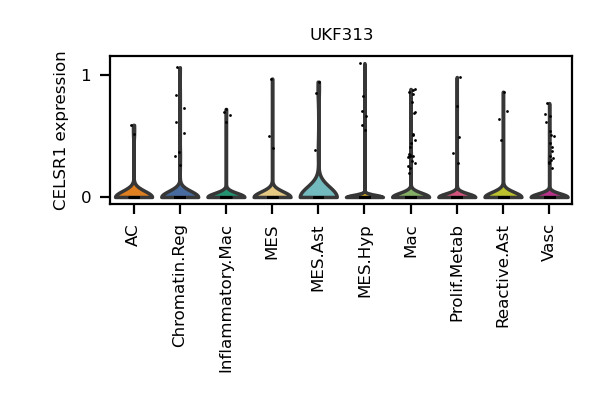 UKF313
CELSR1 expression
1
0
AC
Chromatin.Reg
Inflammatory.Mac
MES
MES.Ast
MES.Hyp
Mac
Prolif.Metab
Reactive.Ast
Vasc